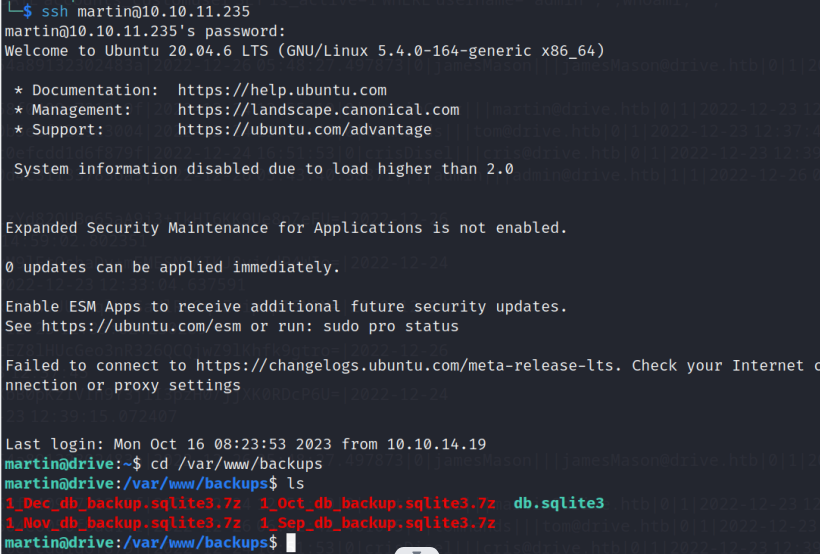 └─$ ssh martin@10.10.11.235
martin@10.10.11.235's password:
Welcome to Ubuntu 20.04.6 LTS (GNU/Linux 5.4.0-164-generic x86_64)
* Documentation: https://help.ubuntu.com
* Management: https://landscape.canonical.com
* Support: https://ubuntu.com/advantage
System information disabled due to load higher than 2.0
Expanded Security Maintenance for Applications is not enabled.
0 updates can be applied immediately.
Enable ESM Apps to receive additional future security updates.
See https://ubuntu.com/esm or run: sudo pro status
Failed to connect to https://changelogs.ubuntu.com/meta-release-lts. Check your Internet c
nnection or proxy settings
Last login: Mon Oct 16 08:23:53 2023 from 10.10.14.19
martin@drive:~$ cd /var/www/backups
martin@drive:/var/www/backups$ ls
1_Dec_db_backup.sqlite3.7z 1_Oct_db_backup.sqlite3.7z db.sqlite3
1_Nov_db_backup.sqlite3.7z 1_Sep_db_backup.sqlite3.7z
martin@drive:/var/www/backups$